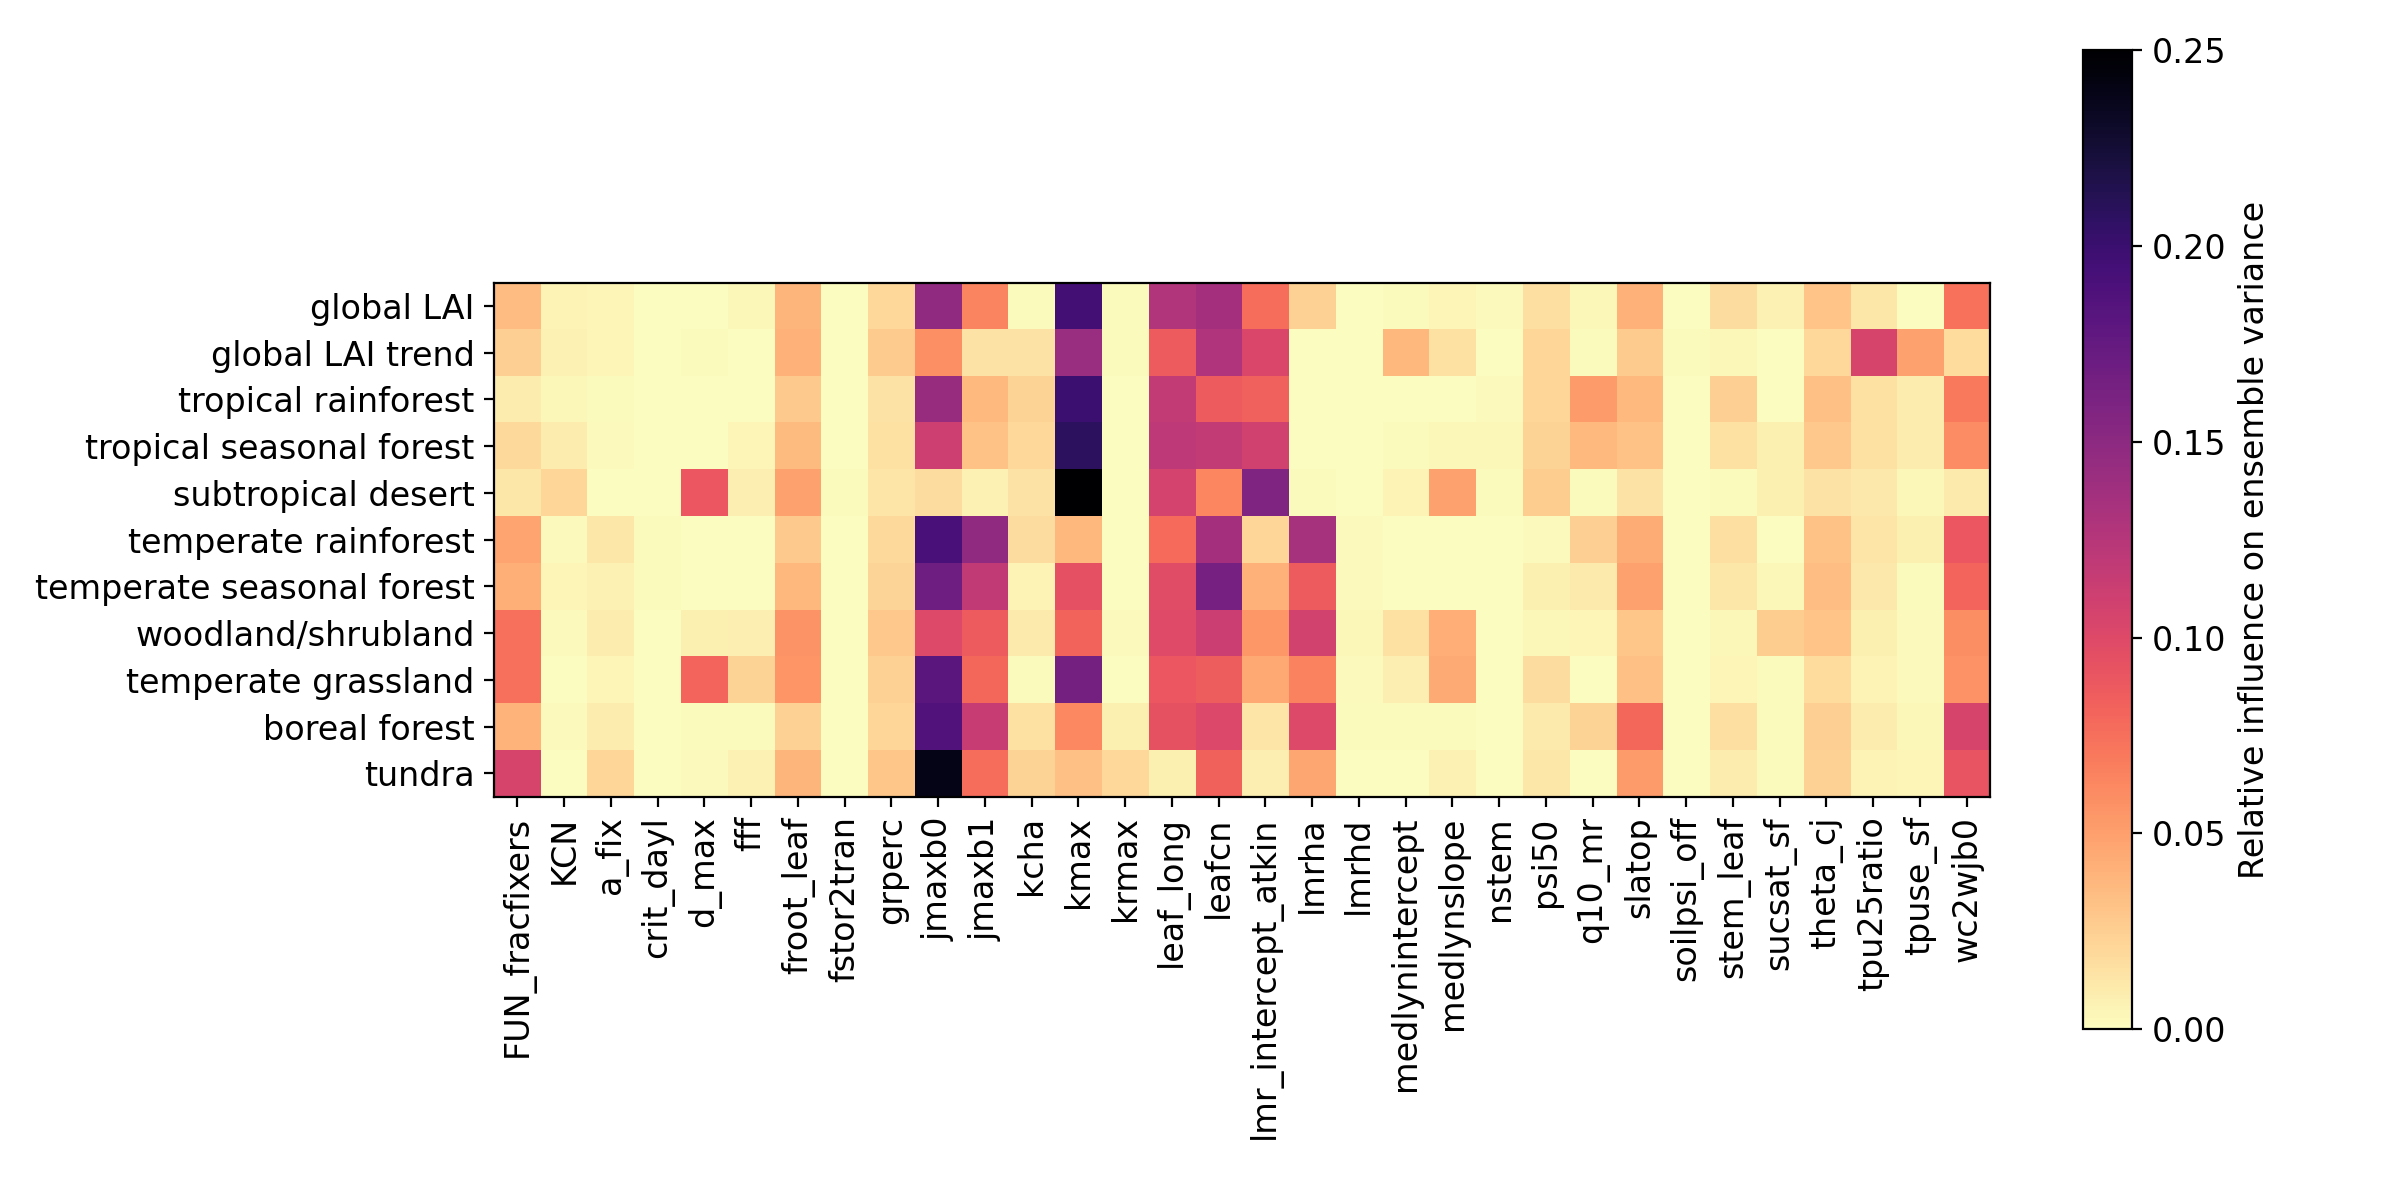 global LAI
global LAI trend
tropical rainforest
tropical seasonal forest
subtropical desert
temperate rainforest
temperate seasonal forest
woodland/shrubland
temperate grassland
boreal forest
tundra
FUN_fracfixers
KCN
a_fix
crit_dayl
d_max
fff
froot_leaf
fstor2tran
grperc
jmaxb0
jmaxb1
kcha
kmax
krmax
leaf_long
leafcn
lmr_intercept_atkin
lmrha
lmrhd
medlynintercept
medlynslope
nstem
psi50
q10_mr
slatop
soilpsi_off
stem_leaf
sucsat_sf
theta_cj
tpu25ratio
tpuse_sf
wc2wjb0
0.25
0.20
0.15
0.10
0.05
0.00
Relative influence on ensemble variance